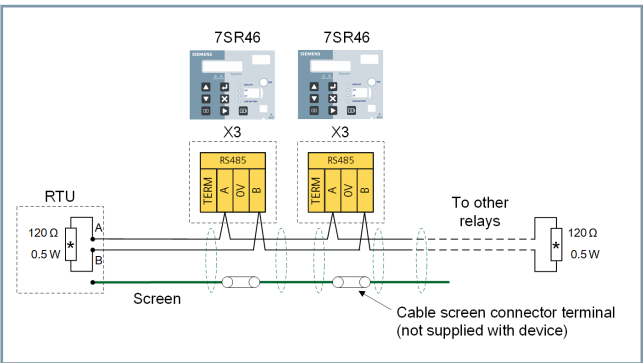 7SR46
7SR46
SIEMENS
SIEMENS
X3
X3
RS485
TERM
A
0V
B
RS485
TERM
A
0V
B
RTU
A
120 Ω
*
0.5 W
B
To other
relays
120 Ω
*
0.5 W
Screen
Cable screen connector terminal
(not supplied with device)